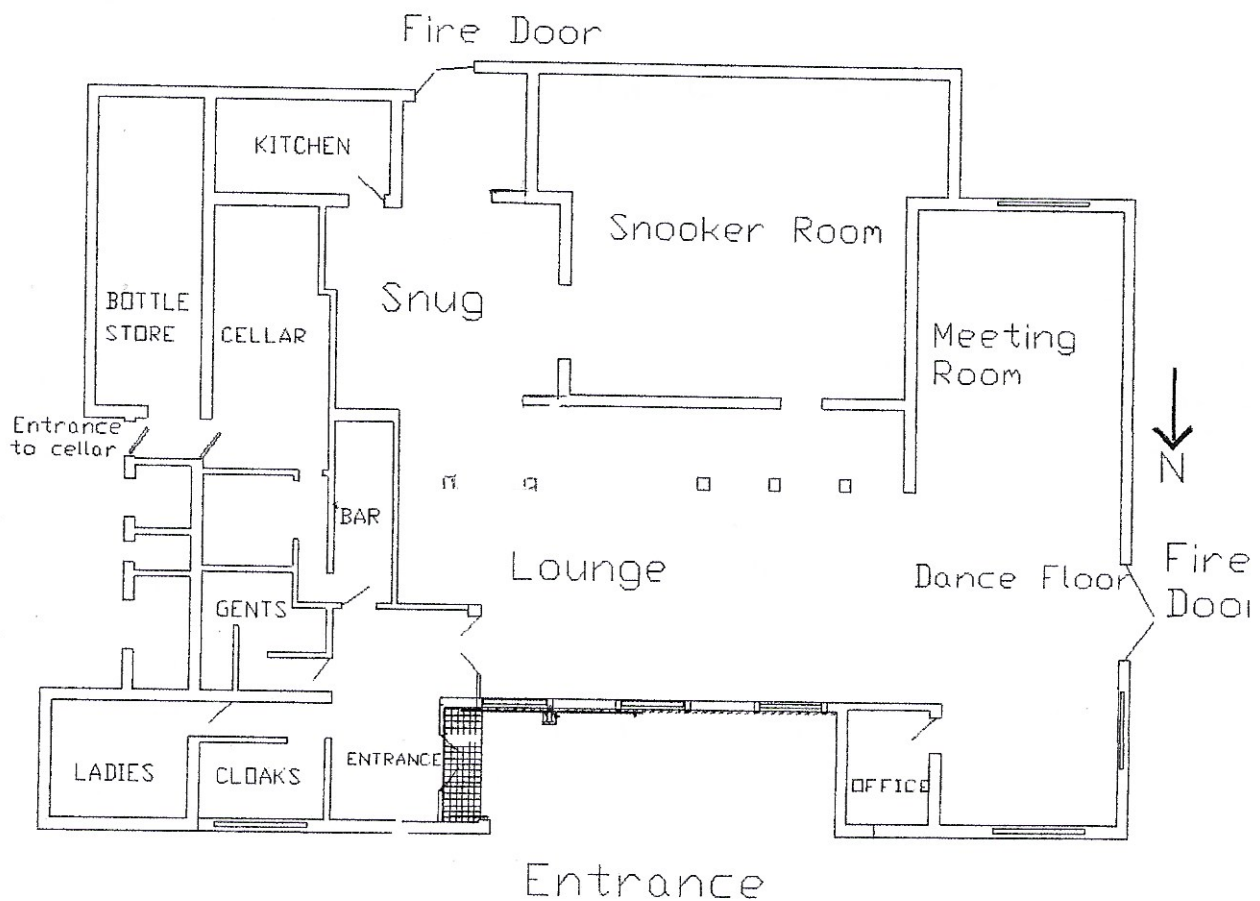 Fire Door
KITCHEN
Snooker Room
Snug
BOTTLE
STORE
CELLAR
Meeting
Room
Entrance
to cellar
N
BAR
Lounge
Dance Floor
Fire
Door
GENTS
LADIES
CLOAKS
ENTRANCE
OFFICE
Entrance